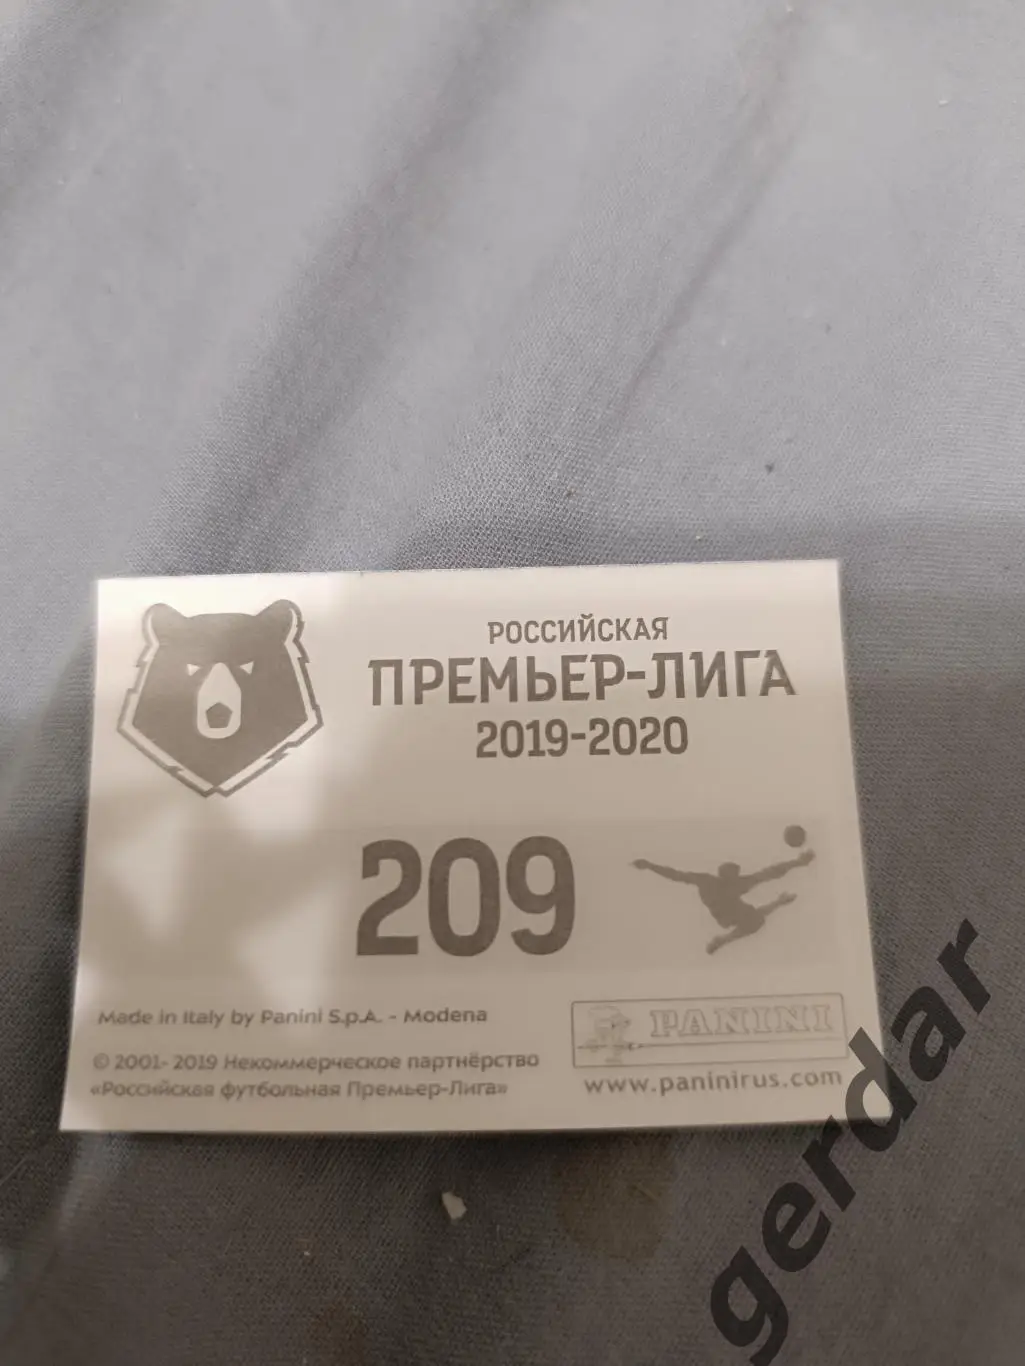 РОССИЙСКАЯ
ПРЕМЬЕР-ЛИГА
2019-2020
209
Made in Italy by Panini S.p.A. - Modena
© 2001- 2019 Некоммерческое партнёрство
«Российская футбольная Премьер-Лига»
PANINI
www.paninirus.com
gerdar